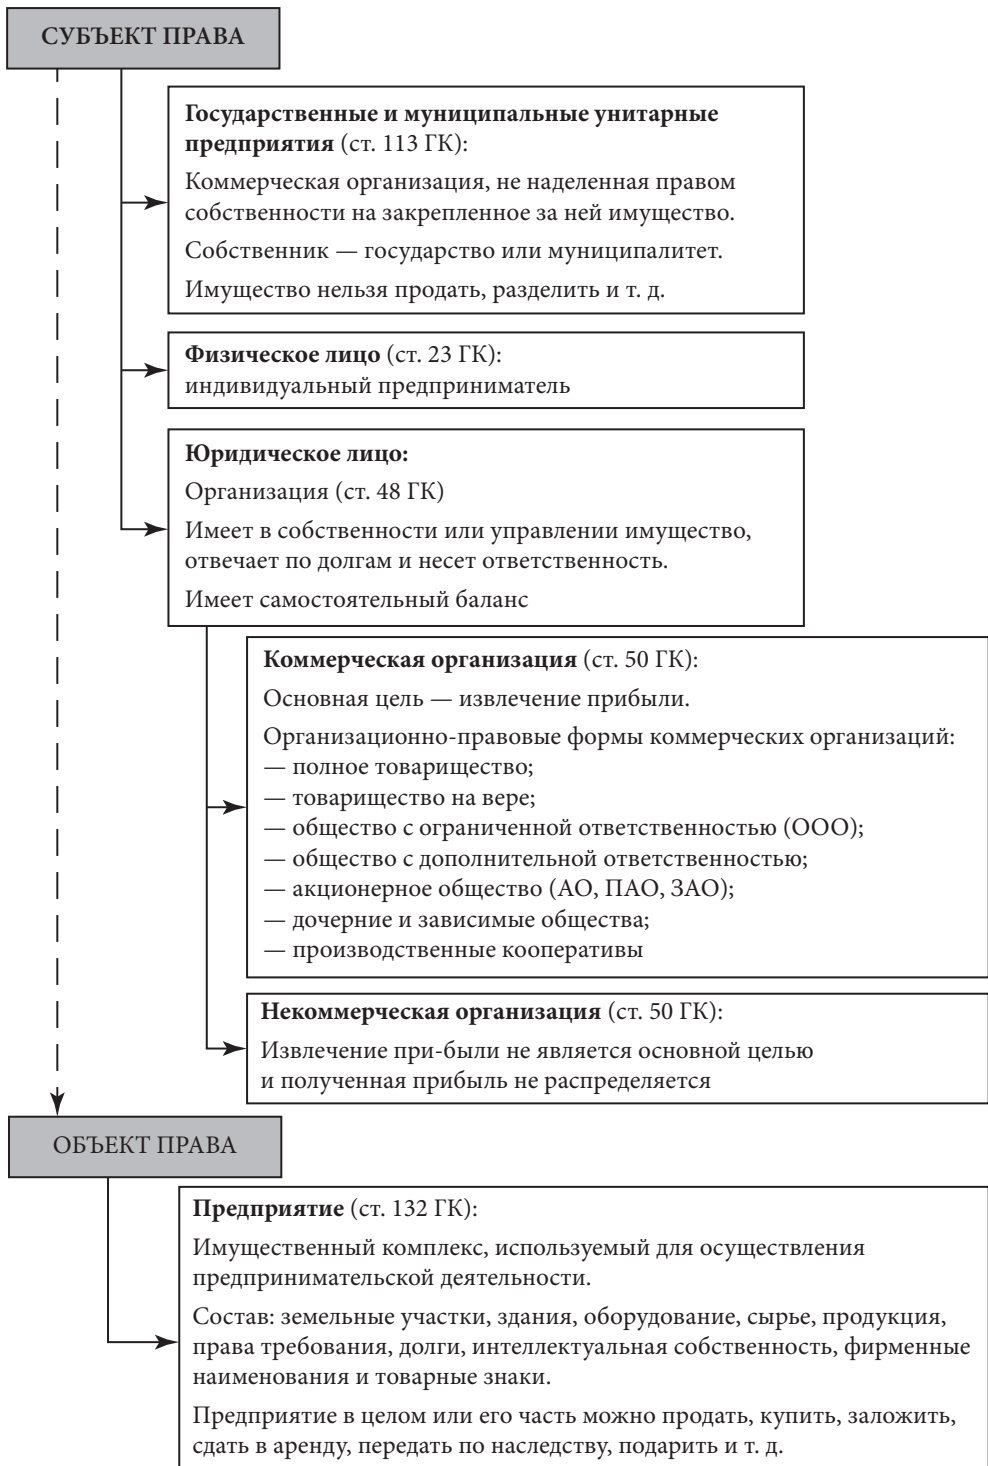 СУБЪЕКТ ПРАВА
Государственные и муниципальные унитарные
предприятия (ст. 113 ГК):
Коммерческая организация, не наделенная правом
собственности на закрепленное за ней имущество.
Собственник — государство или муниципалитет.
Имущество нельзя продать, разделить и т. д.
Физическое лицо (ст. 23 ГК):
индивидуальный предприниматель
Юридическое лицо:
Организация (ст. 48 ГК)
Имеет в собственности или управлении имущество,
отвечает по долгам и несет ответственность.
Имеет самостоятельный баланс
Коммерческая организация (ст. 50 ГК):
Основная цель — извлечение прибыли.
Организационно-правовые формы коммерческих организаций:
— полное товарищество;
— товарищество на вере;
— общество с ограниченной ответственностью (ООО);
— общество с дополнительной ответственностью;
— акционерное общество (АО, ПАО, ЗАО);
— дочерние и зависимые общества;
— производственные кооперативы
Некоммерческая организация (ст. 50 ГК):
Извлечение при-были не является основной целью
и полученная прибыль не распределяется
ОБЪЕКТ ПРАВА
Предприятие (ст. 132 ГК):
Имущественный комплекс, используемый для осуществления
предпринимательской деятельности.
Состав: земельные участки, здания, оборудование, сырье, продукция,
права требования, долги, интеллектуальная собственность, фирменные
наименования и товарные знаки.
Предприятие в целом или его часть можно продать, купить, заложить,
сдать в аренду, передать по наследству, подарить и т. д.